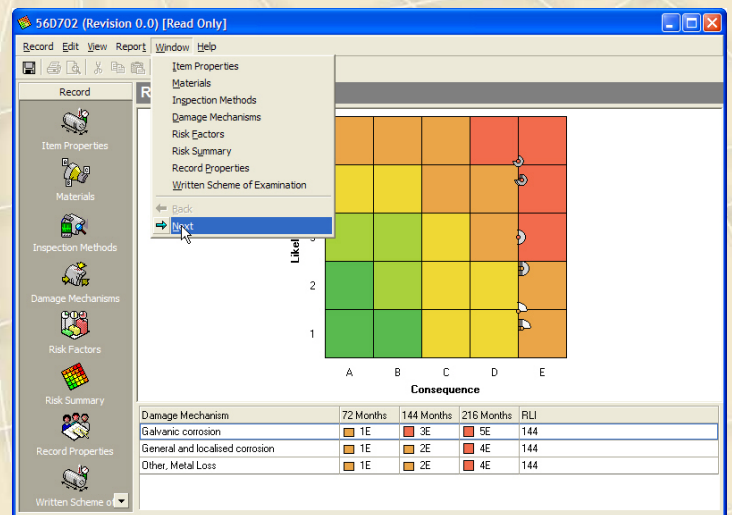 56D702 (Revision 0.0) [Read Only]
Record Edit View Report Window Help
Record
R
Item Properties
Materials
Inspection Methods
Damage Mechanisms
Risk Factors
Risk Summary
Record Properties
Written Scheme of
Item Properties
Materials
Inspection Methods
Damage Mechanisms
Risk Factors
Risk Summary
Record Properties
Written Scheme of Examination
Back
Next
Likel
3
2
1
A B C D E
Consequence
Damage Mechanism 72 Months 144 Months 216 Months RLI
Galvanic corrosion 1E 3E 5E 144
General and localised corrosion 1E 2E 4E 144
Other, Metal Loss 1E 2E 4E 144